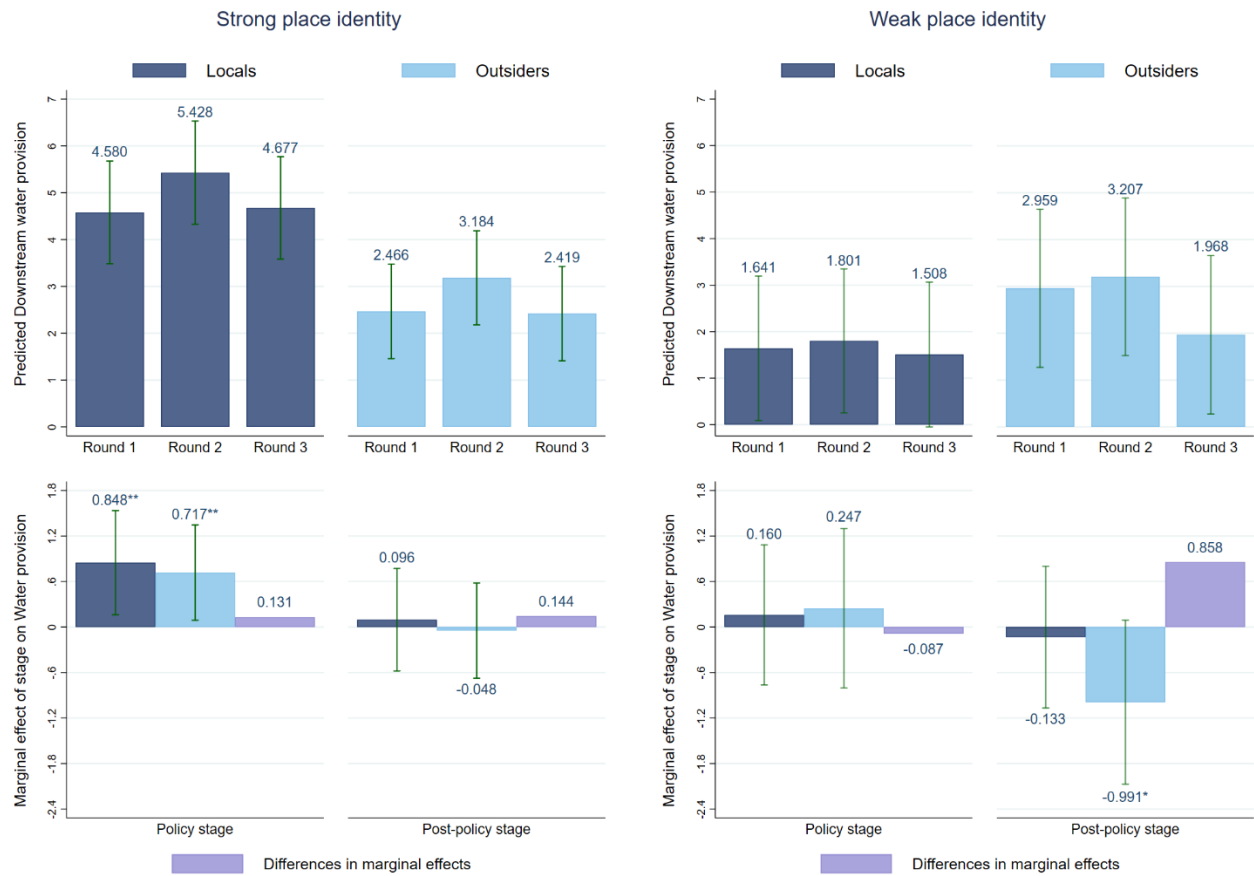 Strong place identity
Locals Outsiders
Predicted Downstream water provision
7
6
5
4
3
2
1
0
4.580 5.428 4.677
2.466 3.184 2.419
Round 1 Round 2 Round 3 Round 1 Round 2 Round 3
Marginal effect of stage on Water provision
1.8
1.2
.6
0
-.6
-1.2
-1.8
-2.4
0.848** 0.717** 0.131
0.096 -0.048 0.144
Policy stage Post-policy stage
Differences in marginal effects
Weak place identity
Locals Outsiders
Predicted Downstream water provision
7
6
5
4
3
2
1
0
1.641 1.801 1.508
2.959 3.207 1.968
Round 1 Round 2 Round 3 Round 1 Round 2 Round 3
Marginal effect of stage on Water provision
1.8
1.2
.6
0
-.6
-1.2
-1.8
-2.4
0.160 0.247 -0.087
-0.133 -0.991* 0.858
Policy stage Post-policy stage
Differences in marginal effects